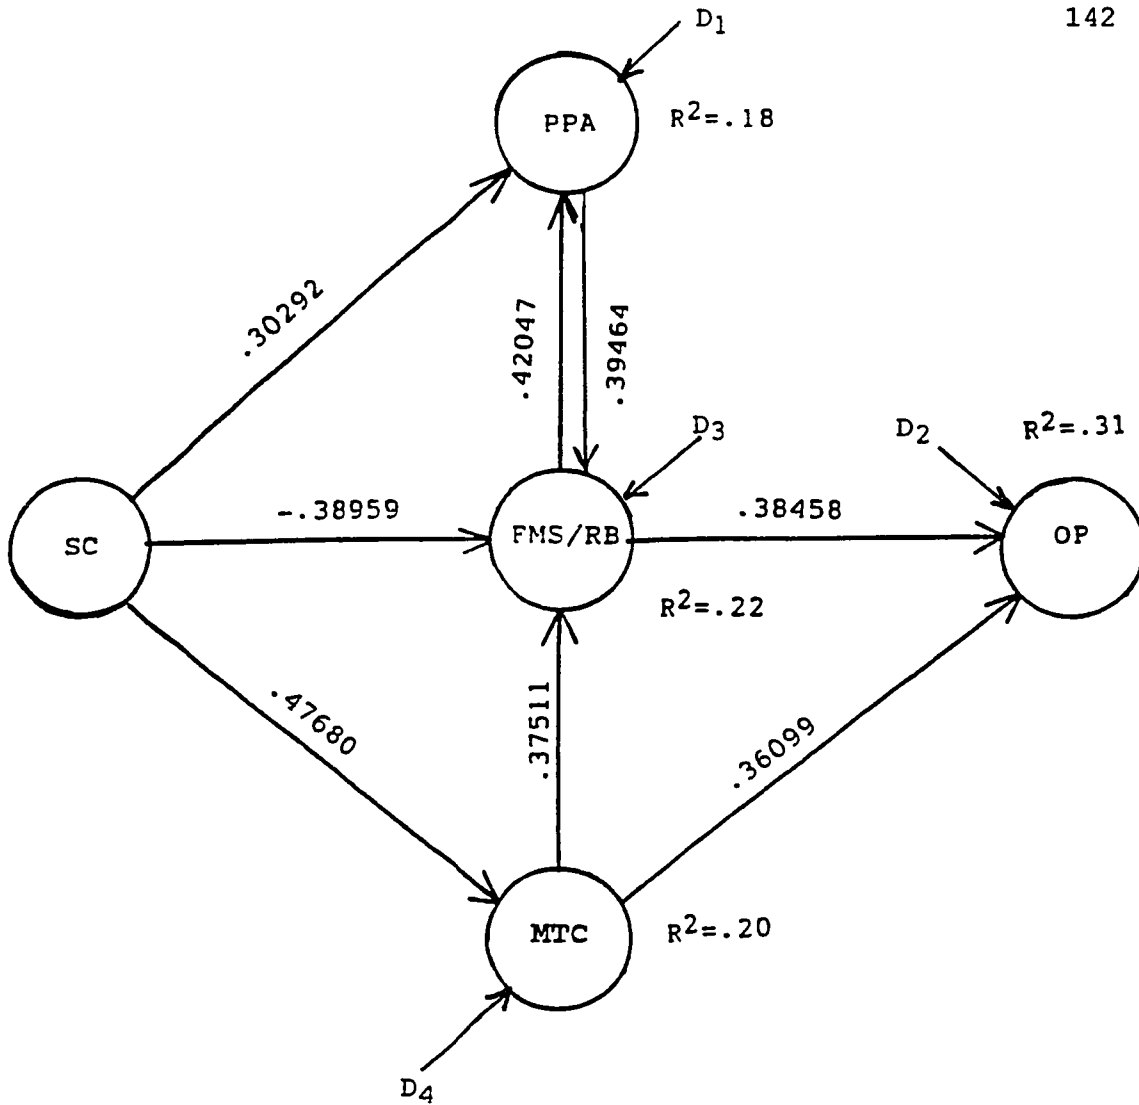 142
D1
PPA
R2=.18
.30292
.42047
.39464
D3
D2
R2=.31
SC
-.38959
FMS/RB
.38458
OP
R2=.22
.47680
.37511
.36099
MTC
R2=.20
D4